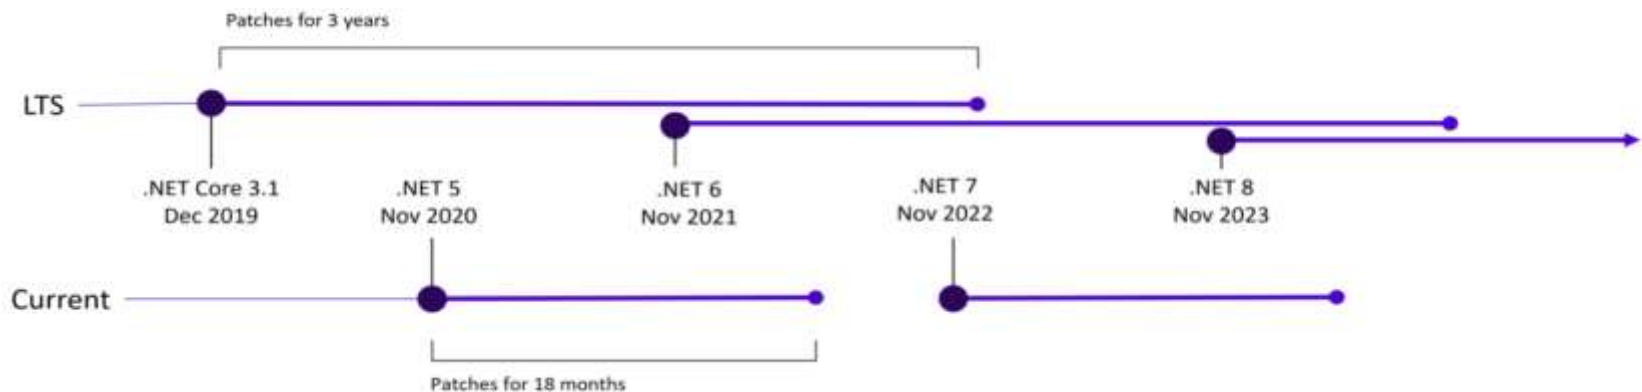 Patches for 3 years
LTS
.NET Core 3.1
Dec 2019
.NET 5
Nov 2020
.NET 6
Nov 2021
.NET 7
Nov 2022
.NET 8
Nov 2023
Current
Patches for 18 months